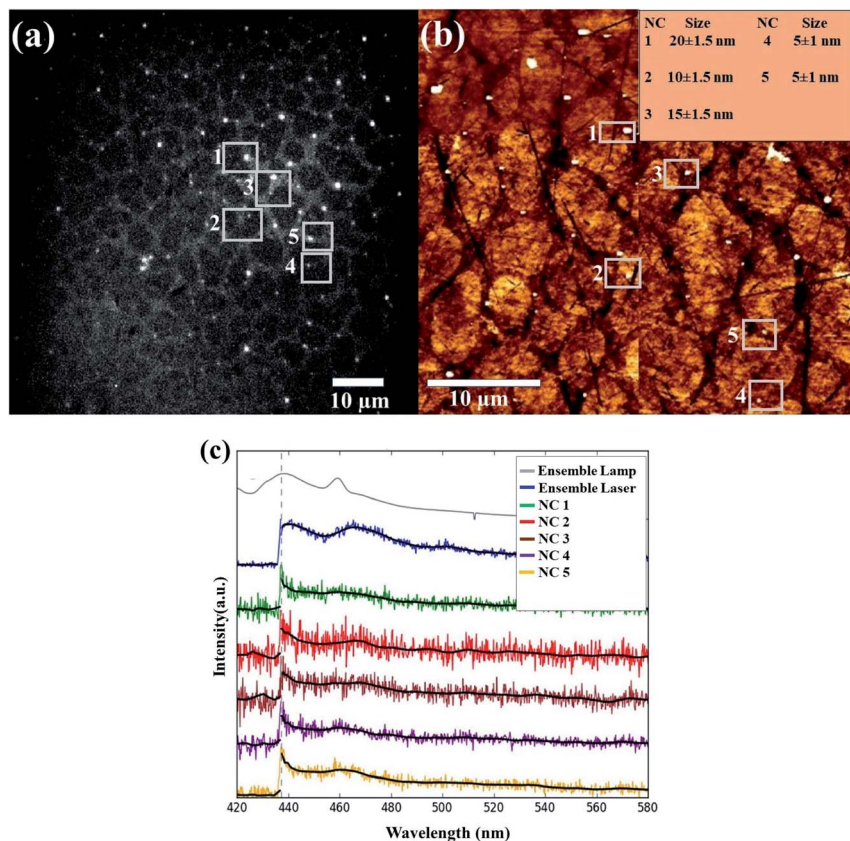 (a)
1
3
2
5
4
10 µm
(b)
NC Size NC Size
1 20±1.5 nm 4 5±1 nm
2 10±1.5 nm 5 5±1 nm
3 15±1.5 nm
1
3
2
5
4
10 µm
(c)
Ensemble Lamp
Ensemble Laser
NC 1
NC 2
NC 3
NC 4
NC 5
Intensity(a.u.)
420 440 460 480 500 520 540 560 580
Wavelength (nm)